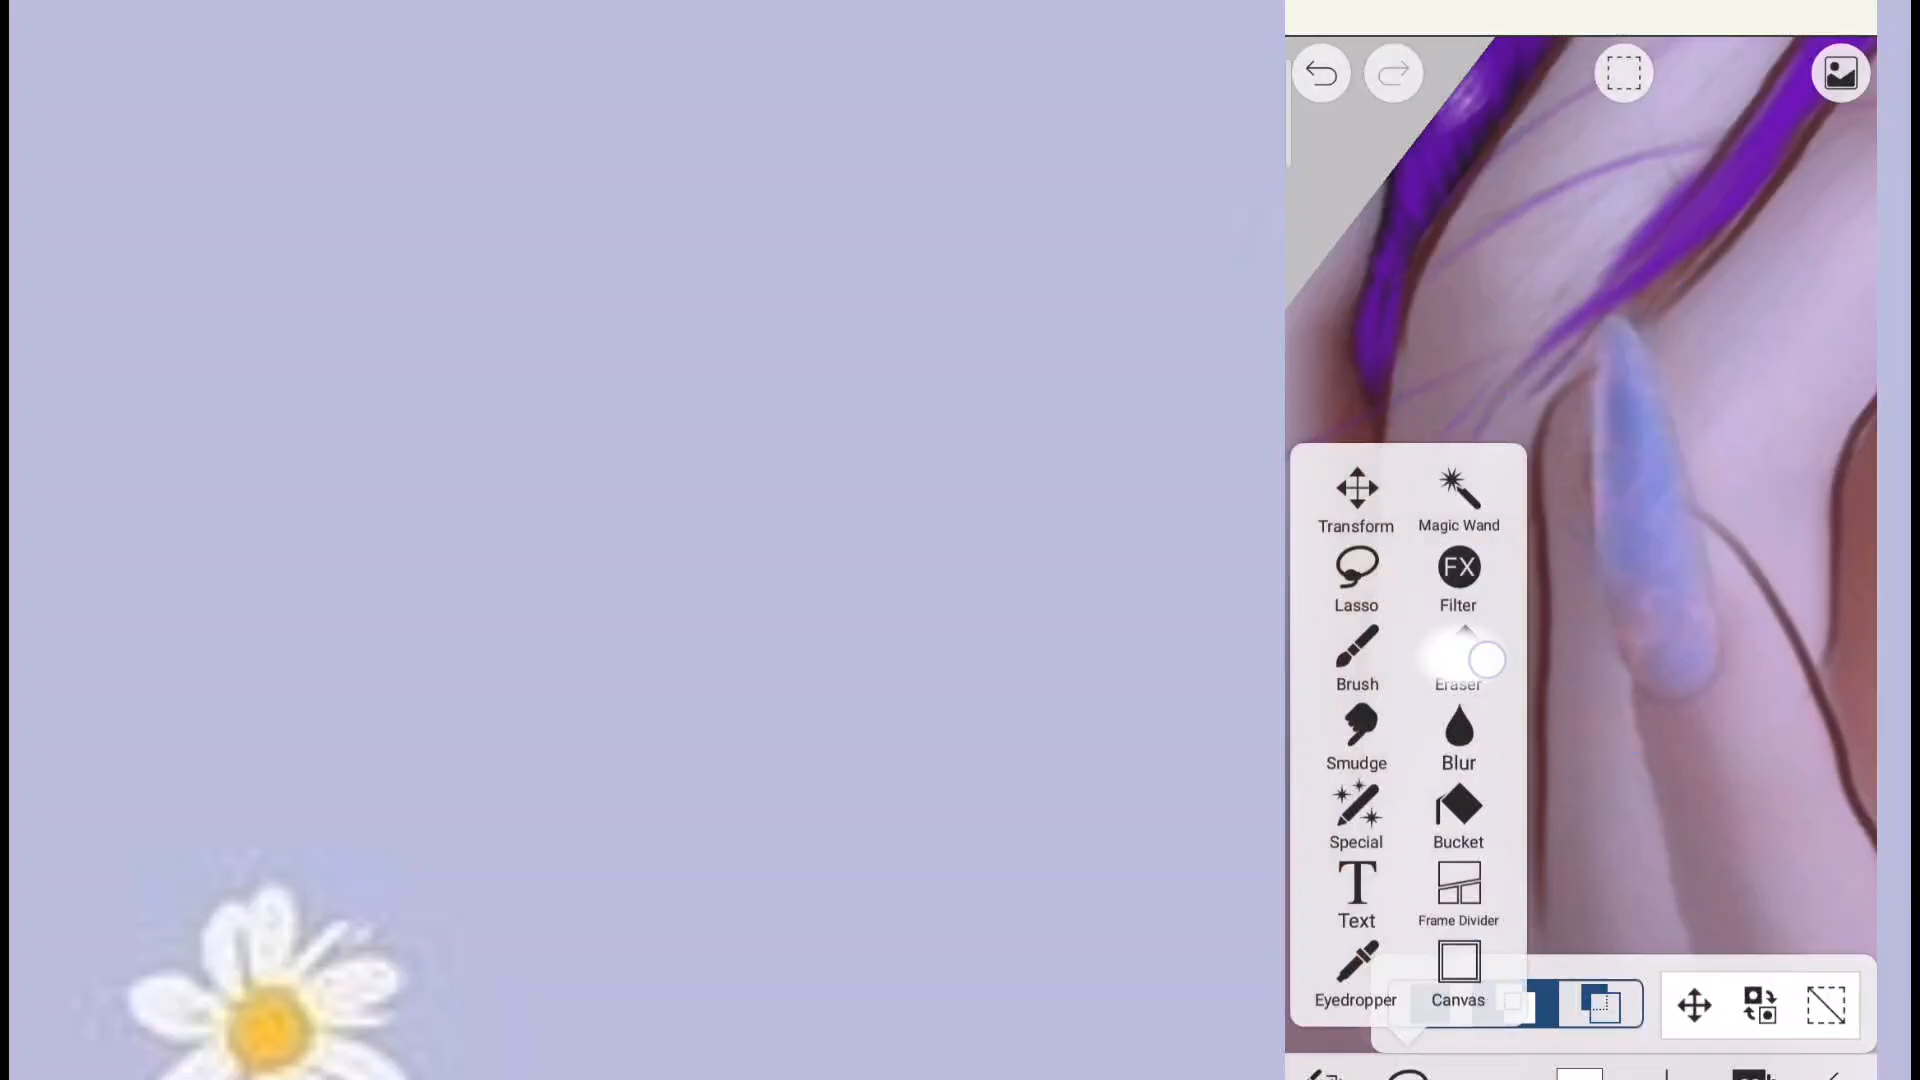 Transform Magic Wand
FX
Lasso Filter
Brush Eraser
Smudge Blur
Special Bucket
T
Text Frame Divider
Eyedropper Canvas